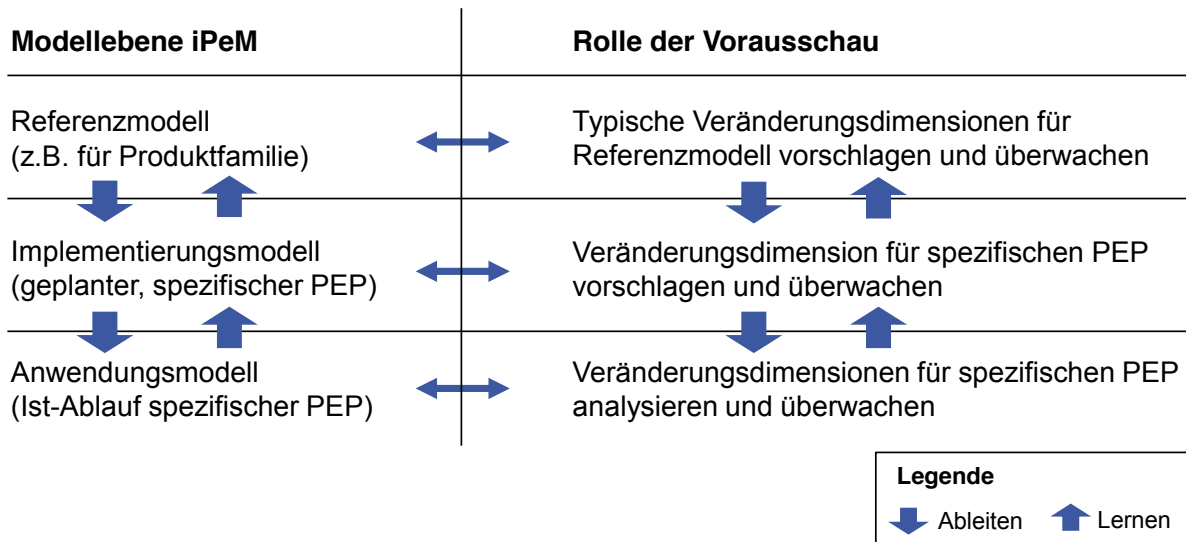 Modellebene iPeM
Rolle der Vorausschau
Referenzmodell
(z.B. für Produktfamilie)
Typische Veränderungsdimensionen für
Referenzmodell vorschlagen und überwachen
Implementierungsmodell
(geplanter, spezifischer PEP)
Veränderungsdimension für spezifischen PEP
vorschlagen und überwachen
Anwendungsmodell
(Ist-Ablauf spezifischer PEP)
Veränderungsdimensionen für spezifischen PEP
analysieren und überwachen
Legende
Ableiten
Lernen